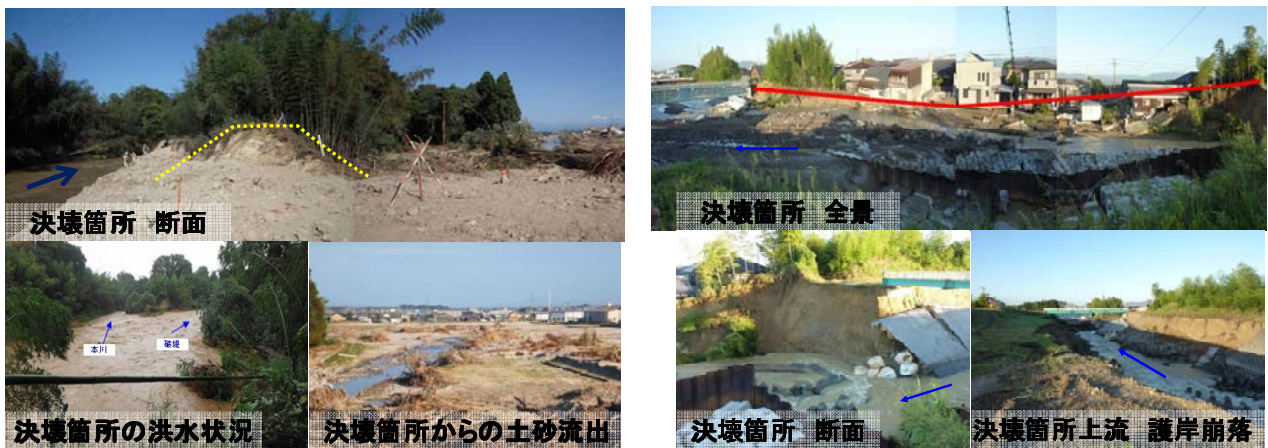 決壊箇所 断面
決壊箇所 全景
本川
破堤
決壊箇所の洪水状況
決壊箇所からの土砂流出
決壊箇所 断面
決壊箇所上流 護岸崩落